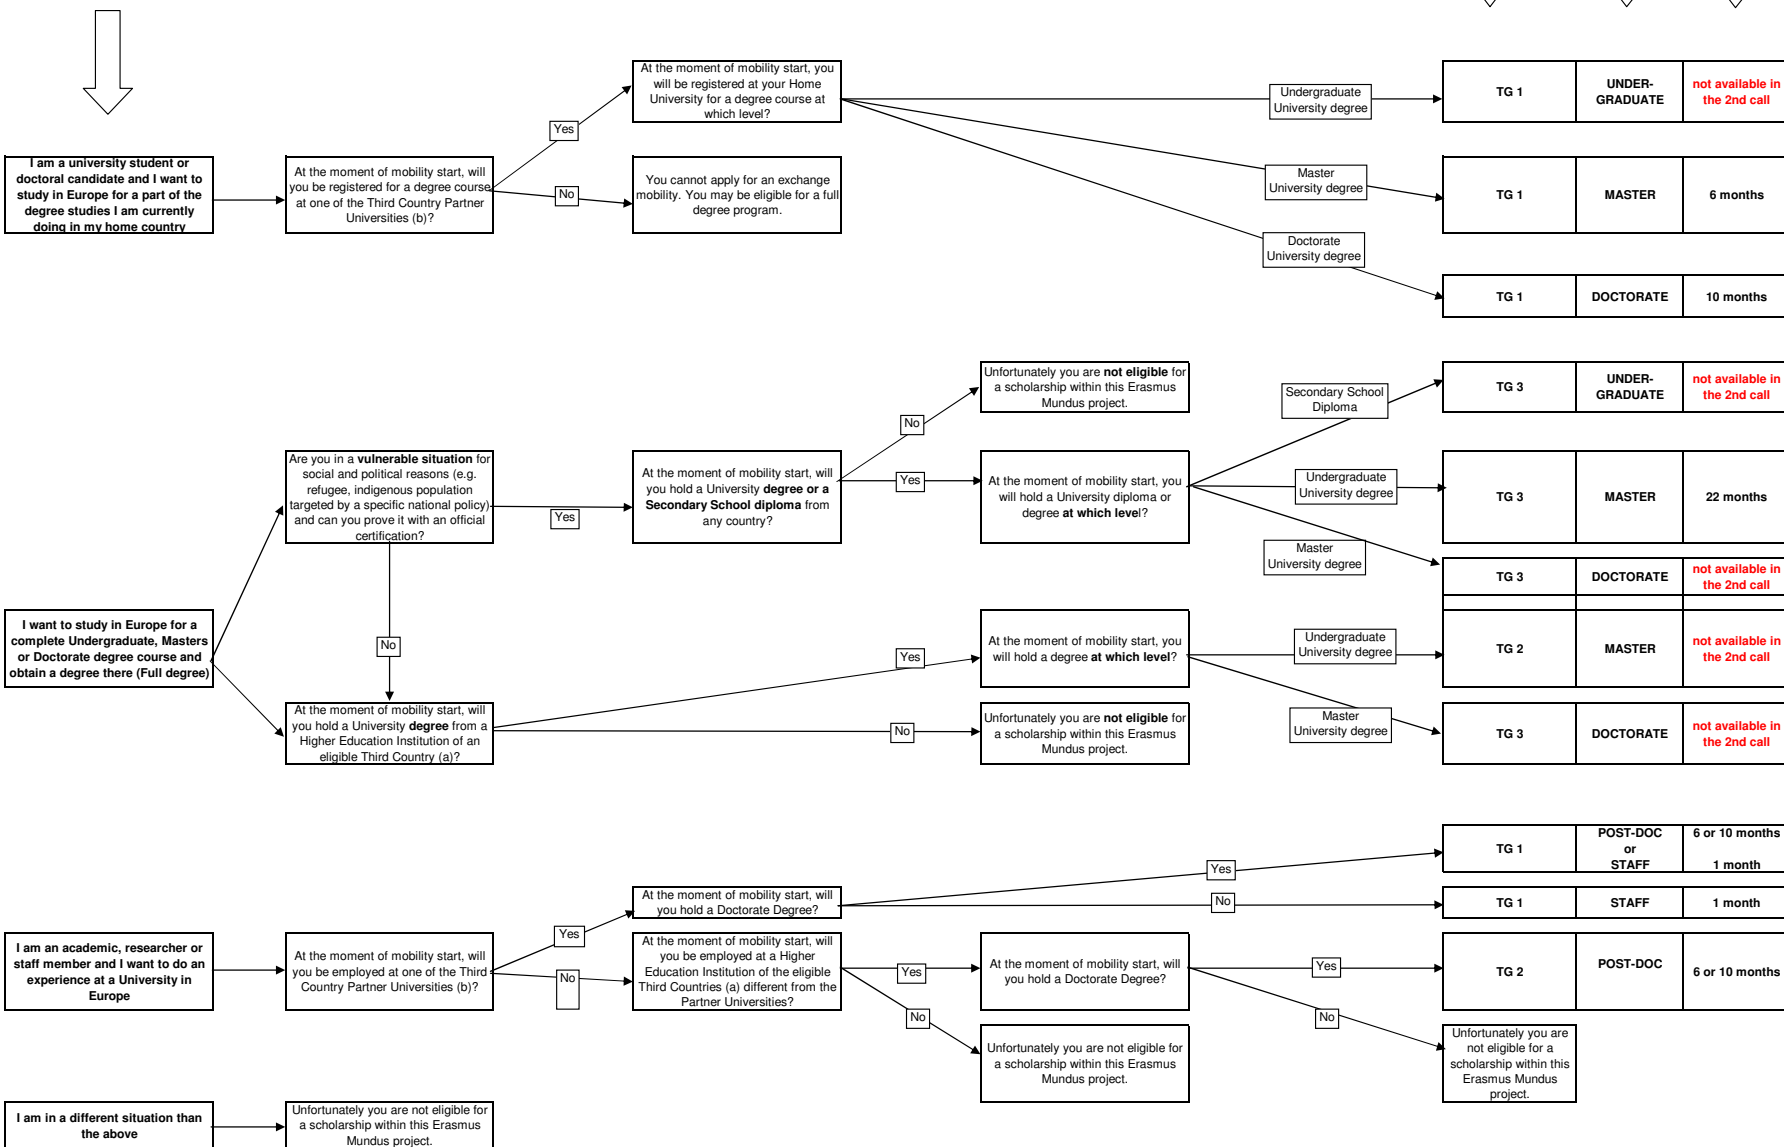 At the moment of mobility start, you
will be registered at your Home
University for a degree course at
which level?
Undergraduate
University degree
TG 1
UNDER-
GRADUATE
not available in
the 2nd call
Yes
I am a university student or
doctoral candidate and I want to
study in Europe for a part of the
degree studies I am currently
doing in my home country
At the moment of mobility start, will
you be registered for a degree course
at one of the Third Country Partner
Universities (b)?
No
You cannot apply for an exchange
mobility. You may be eligible for a full
degree program.
Master
University degree
TG 1
MASTER
6 months
Doctorate
University degree
TG 1
DOCTORATE
10 months
Unfortunately you are not eligible for
a scholarship within this Erasmus
Mundus project.
Secondary School
Diploma
TG 3
UNDER-
GRADUATE
not available in
the 2nd call
No
Are you in a vulnerable situation for
social and political reasons (e.g.
refugee, indigenous population
targeted by a specific national policy)
and can you prove it with an official
certification?
Yes
At the moment of mobility start, will
you hold a University degree or a
Secondary School diploma from
any country?
Yes
At the moment of mobility start, you
will hold a University diploma or
degree at which level?
Undergraduate
University degree
TG 3
MASTER
22 months
Master
University degree
TG 3
DOCTORATE
not available in
the 2nd call
I want to study in Europe for a
complete Undergraduate, Masters
or Doctorate degree course and
obtain a degree there (Full degree)
No
Yes
At the moment of mobility start, you
will hold a degree at which level?
Undergraduate
University degree
TG 2
MASTER
not available in
the 2nd call
At the moment of mobility start, will
you hold a University degree from a
Higher Education Institution of an
eligible Third Country (a)?
No
Unfortunately you are not eligible for
a scholarship within this Erasmus
Mundus project.
Master
University degree
TG 3
DOCTORATE
not available in
the 2nd call
TG 1
POST-DOC
or
STAFF
6 or 10 months
1 month
Yes
At the moment of mobility start, will
you hold a Doctorate Degree?
No
TG 1
STAFF
1 month
Yes
I am an academic, researcher or
staff member and I want to do an
experience at a University in
Europe
At the moment of mobility start, will
you be employed at one of the Third
Country Partner Universities (b)?
No
At the moment of mobility start, will
you be employed at a Higher
Education Institution of the eligible
Third Countries (a) different from the
Partner Universities?
Yes
At the moment of mobility start, will
you hold a Doctorate Degree?
Yes
TG 2
POST-DOC
6 or 10 months
No
Unfortunately you are not eligible for
a scholarship within this Erasmus
Mundus project.
No
Unfortunately you are
not eligible for a
scholarship within this
Erasmus Mundus
project.
I am in a different situation than
the above
Unfortunately you are not eligible for
a scholarship within this Erasmus
Mundus project.